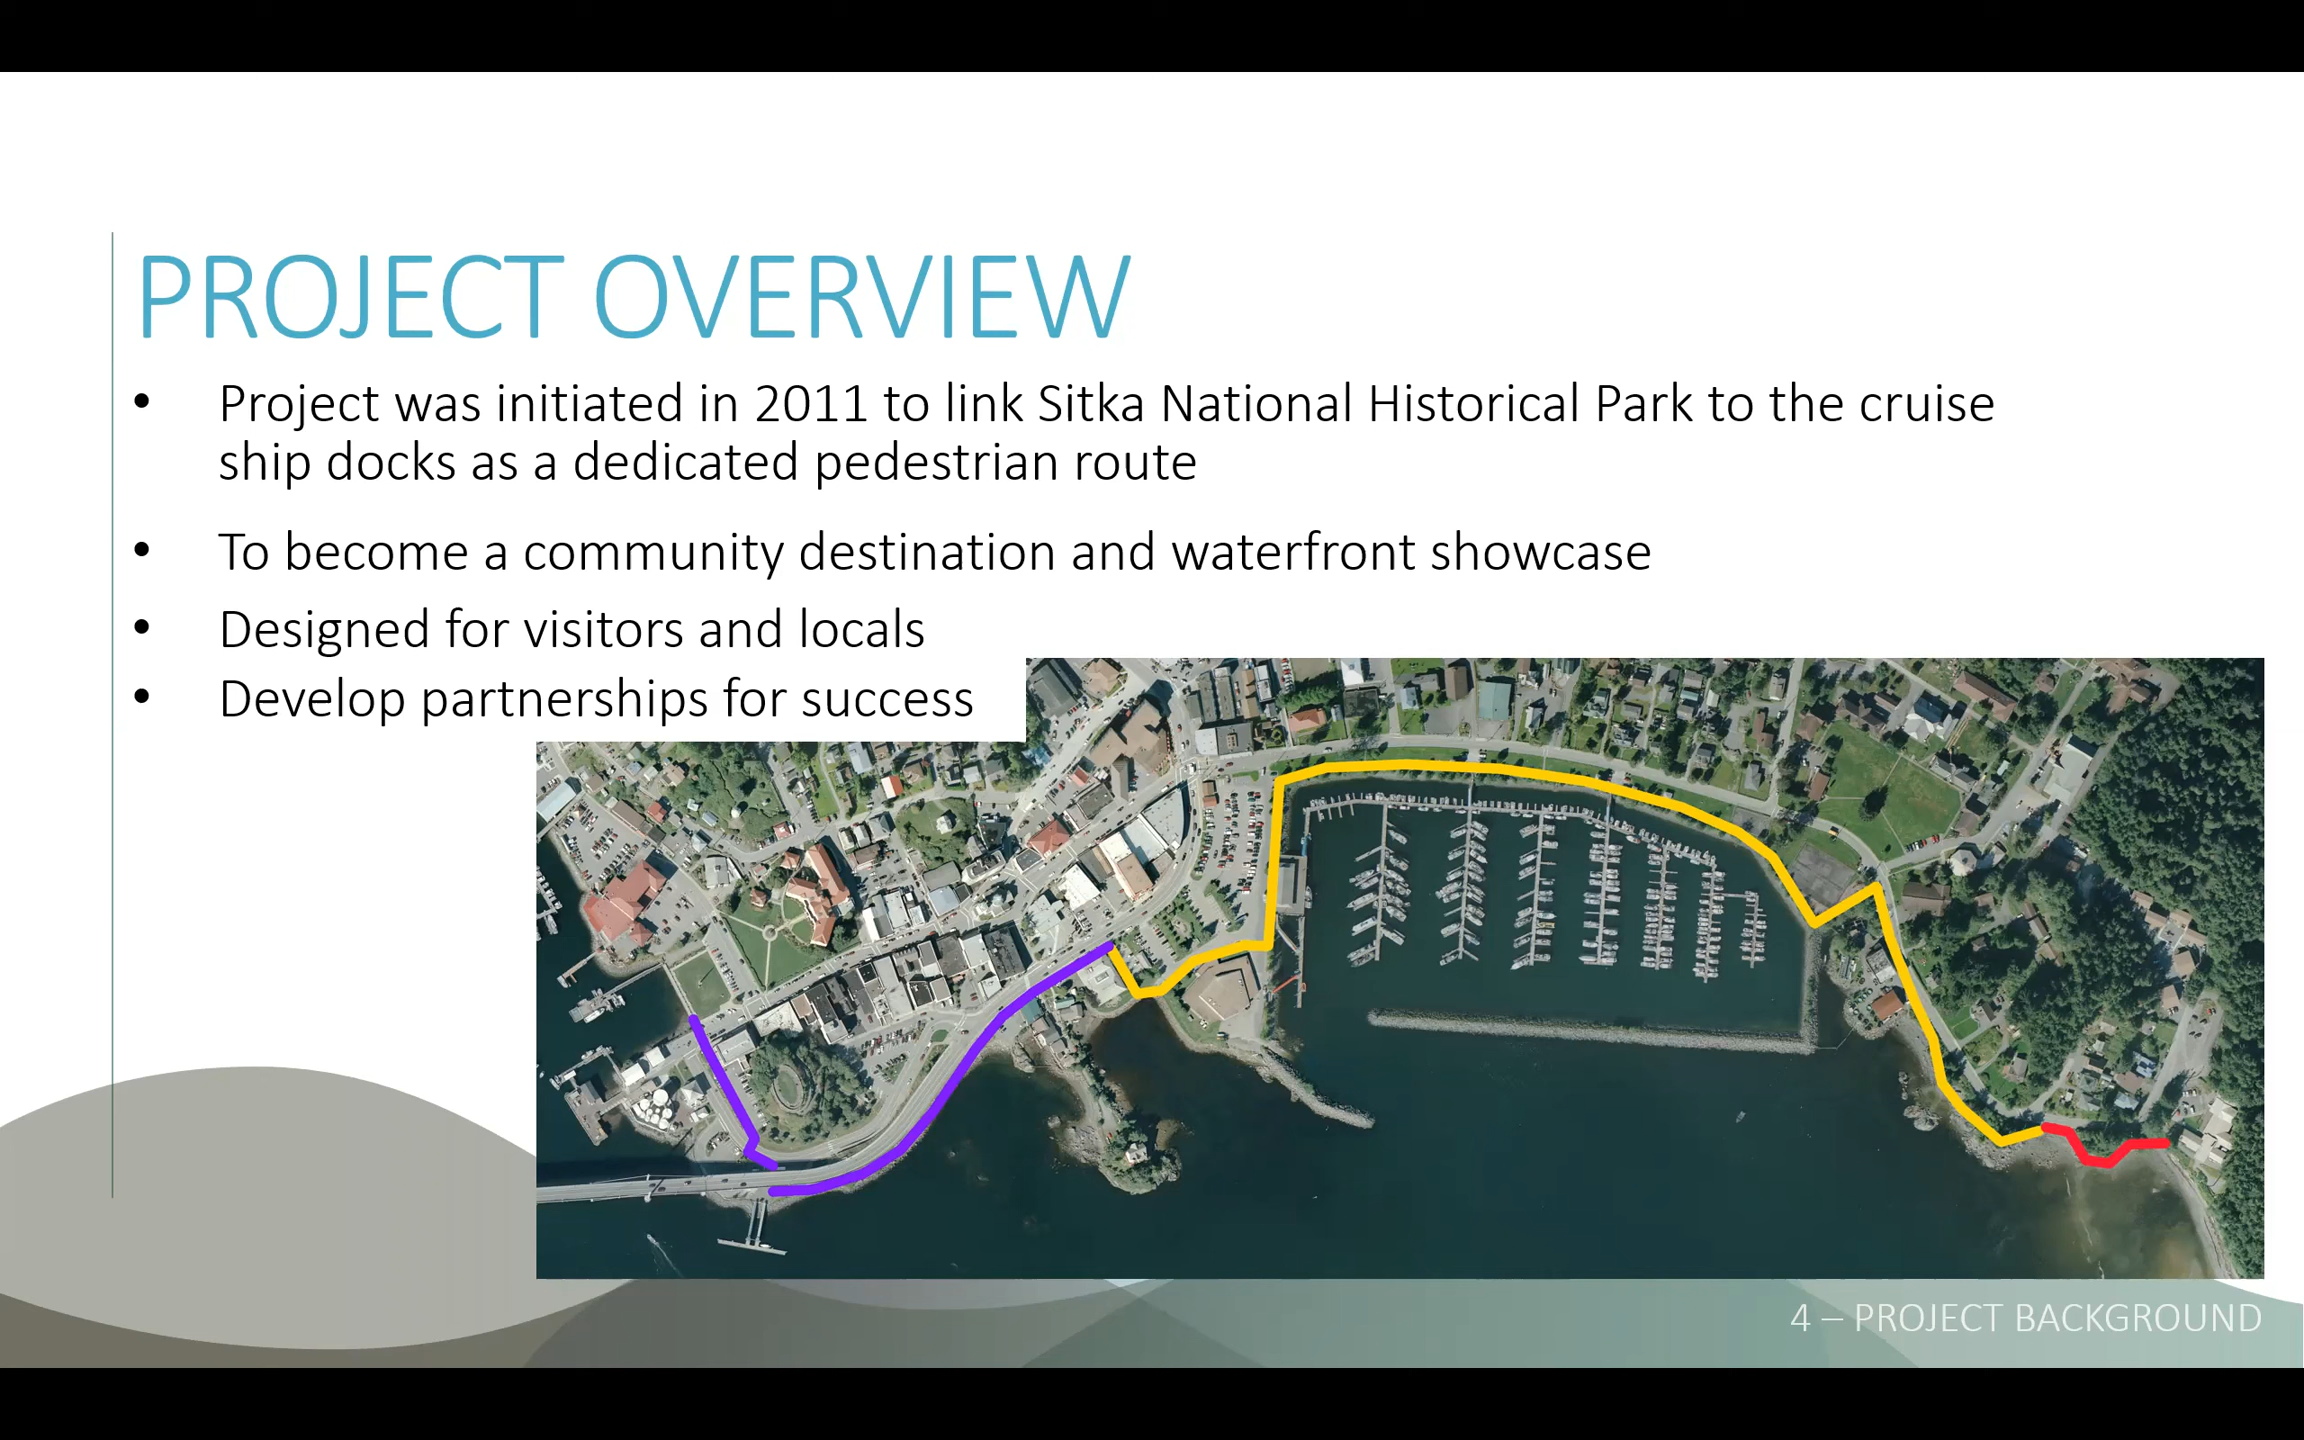 PROJECT OVERVIEW
• Project was initiated in 2011 to link Sitka National Historical Park to the cruise
ship docks as a dedicated pedestrian route
• To become a community destination and waterfront showcase
• Designed for visitors and locals
• Develop partnerships for success
4 – PROJECT BACKGROUND